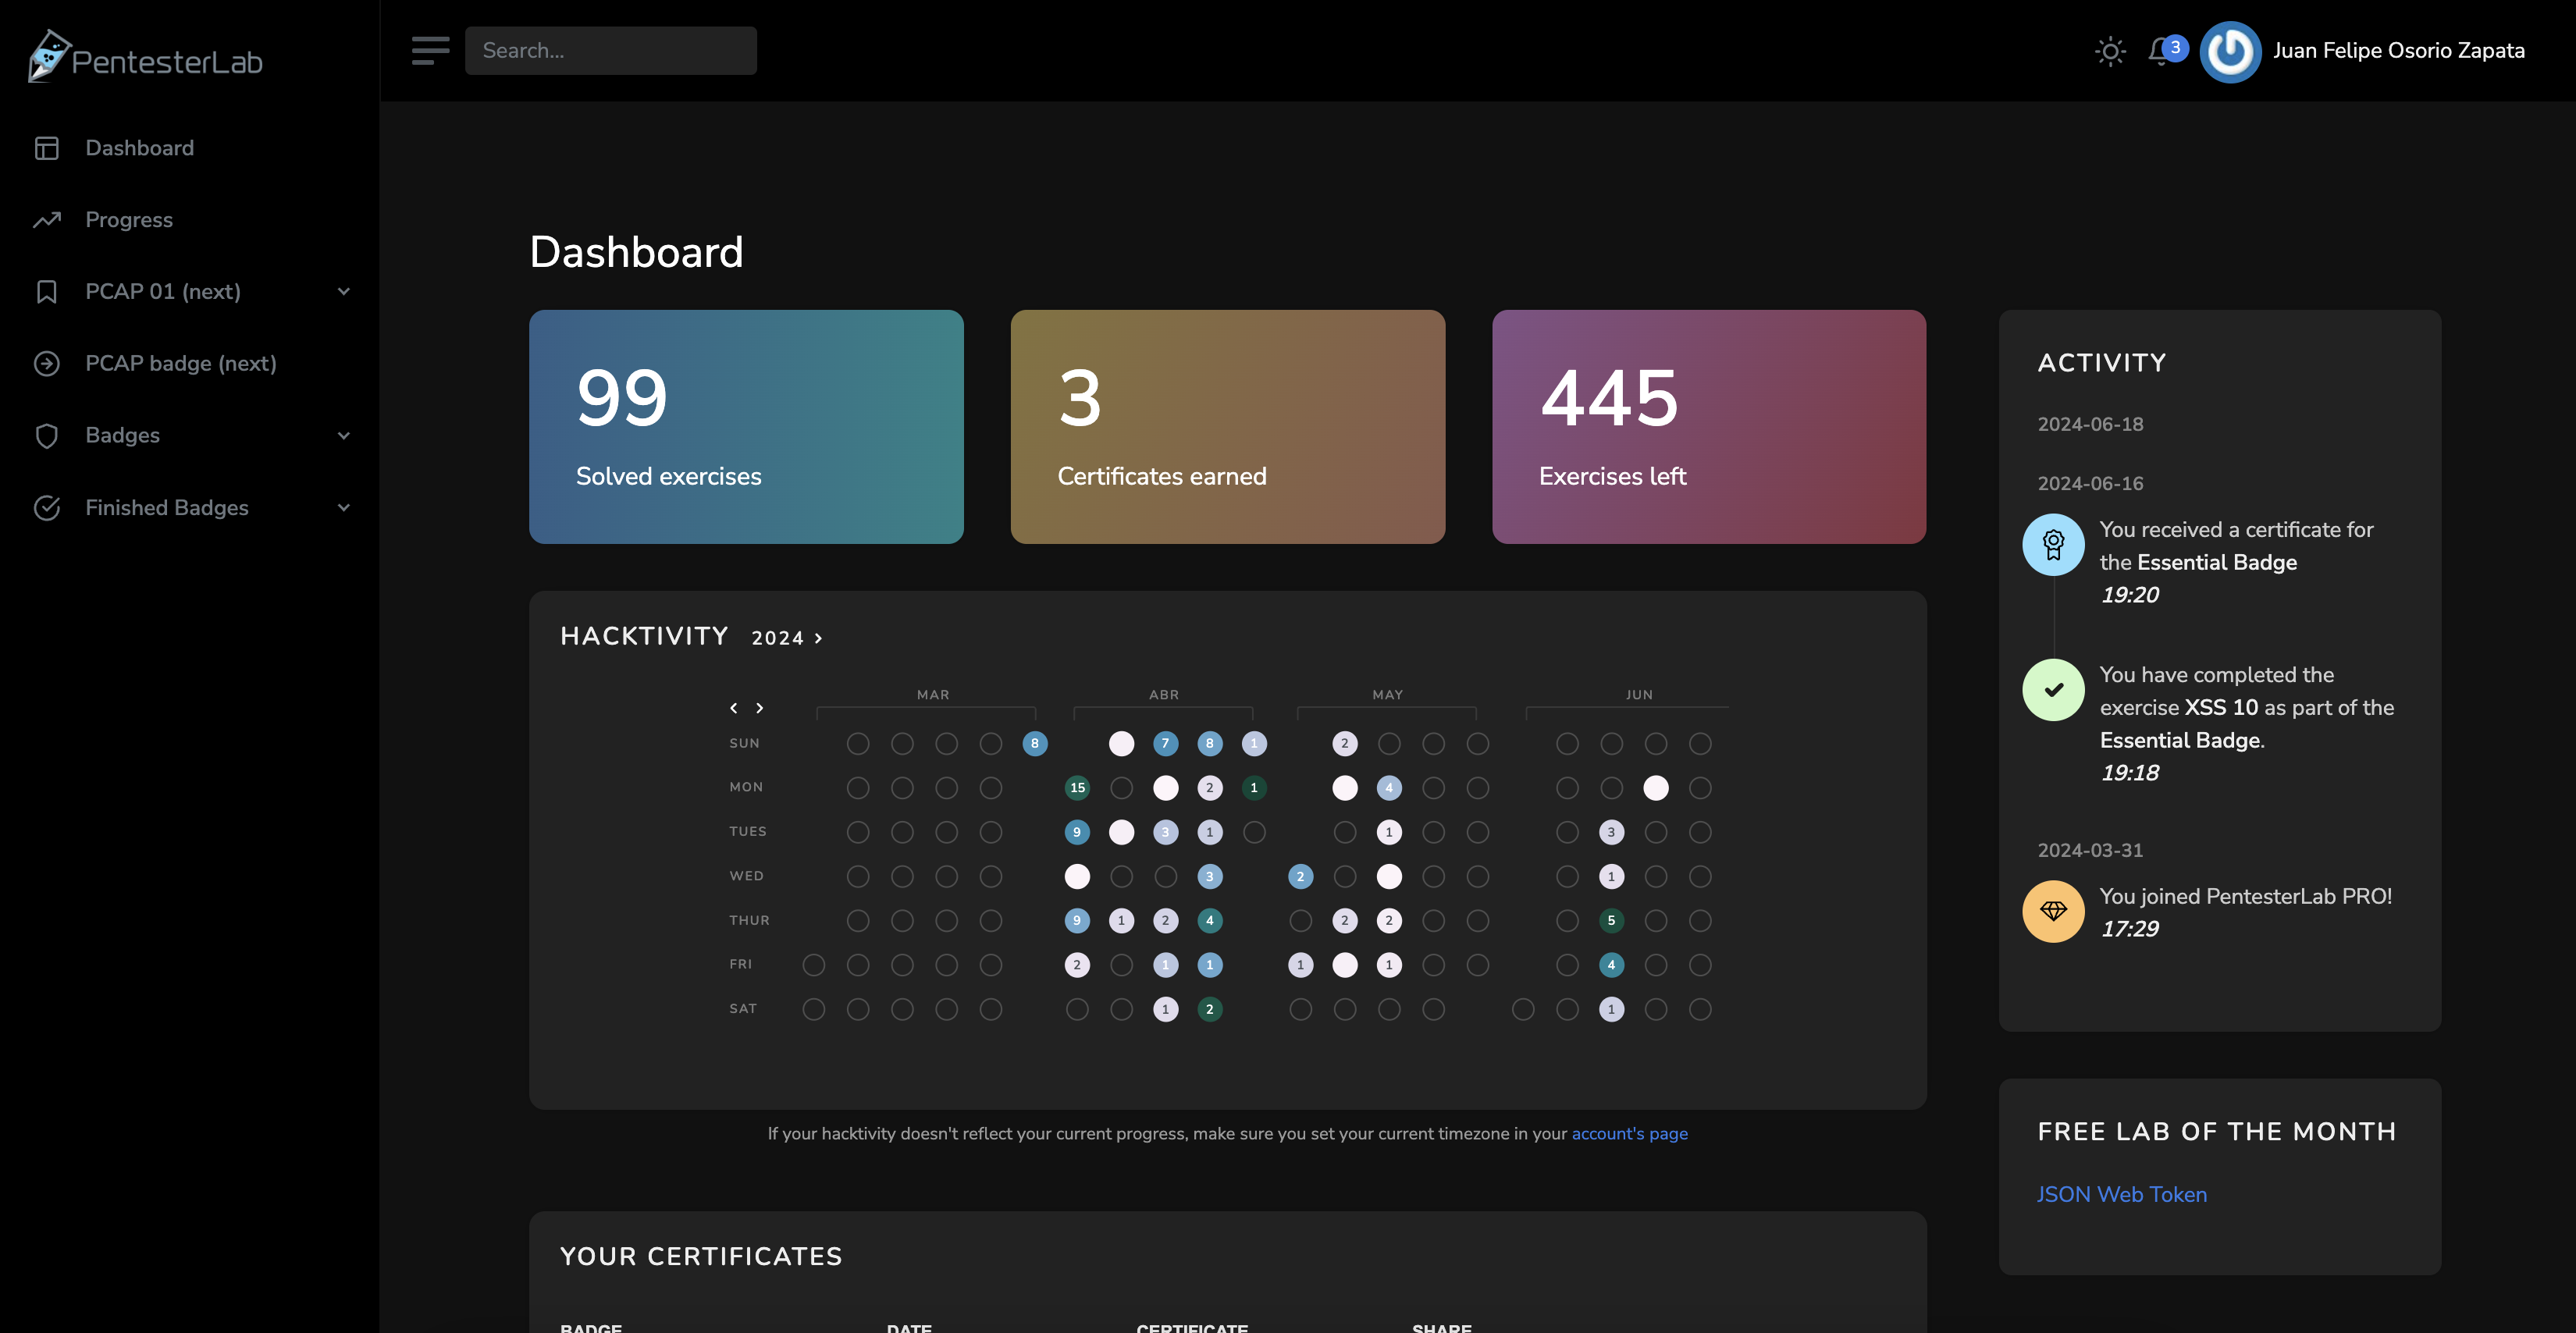 PentesterLab
Search...
3
Juan Felipe Osorio Zapata
Dashboard
Progress
PCAP 01 (next)
PCAP badge (next)
Badges
Finished Badges
Dashboard
99
Solved exercises
3
Certificates earned
445
Exercises left
HACKTIVITY 2024 >
< >
MAR ABR MAY JUN
SUN 8 7 8 1 2
MON 15 2 1 4
TUES 9 3 1 1 3
WED 3 2 1
THUR 9 1 2 4 2 2 5
FRI 2 1 1 1 1 4
SAT 1 2 1
If your hacktivity doesn't reflect your current progress, make sure you set your current timezone in your account's page
YOUR CERTIFICATES
BADGE DATE CERTIFICATE SHARE
ACTIVITY
2024-06-18
2024-06-16
You received a certificate for
the Essential Badge
19:20
You have completed the
exercise XSS 10 as part of the
Essential Badge.
19:18
2024-03-31
You joined PentesterLab PRO!
17:29
FREE LAB OF THE MONTH
JSON Web Token